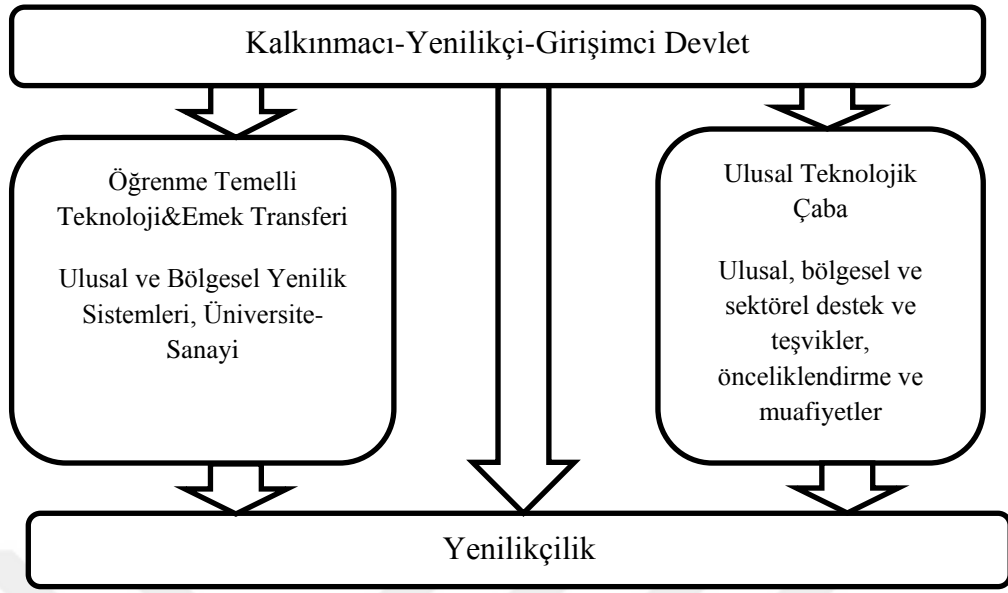 Kalkınmacı-Yenilikçi-Girişimci Devlet
Öğrenme Temelli
Teknoloji&Emek Transferi
Ulusal ve Bölgesel Yenilik
Sistemleri, Üniversite-
Sanayi
Ulusal Teknolojik
Çaba
Ulusal, bölgesel ve
sektörel destek ve
teşvikler,
önceliklendirme ve
muafiyetler
Yenilikçilik